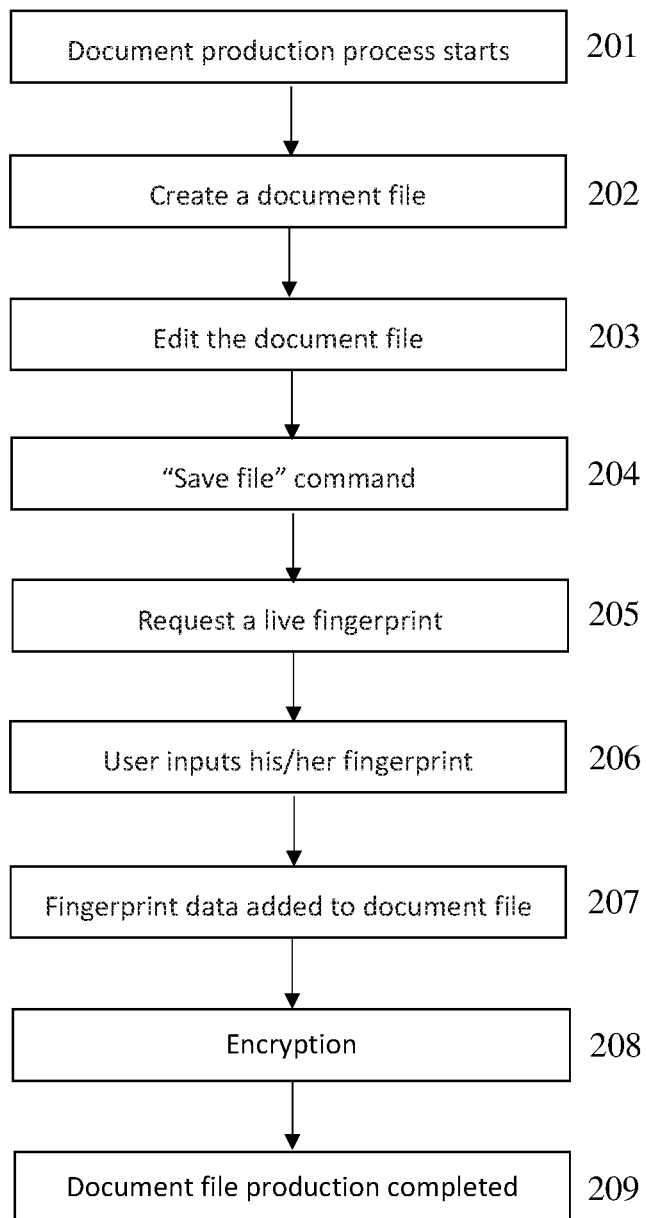 Document production process starts 201
Create a document file 202
Edit the document file 203
“Save file” command 204
Request a live fingerprint 205
User inputs his/her fingerprint 206
Fingerprint data added to document file 207
Encryption 208
Document file production completed 209